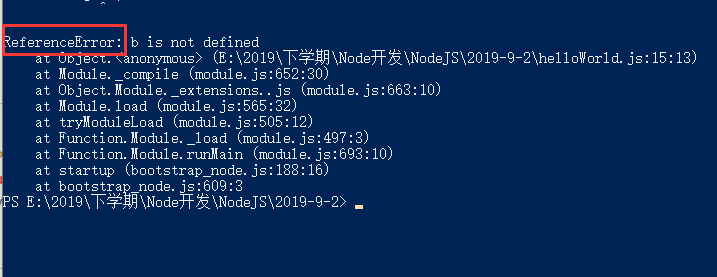 ReferenceError: b is not defined
at Object.<anonymous> (E:\2019\下学期\Node开发\NodeJS\2019-9-2\helloWorld.js:15:13)
at Module._compile (module.js:652:30)
at Object.Module._extensions..js (module.js:663:10)
at Module.load (module.js:565:32)
at tryModuleLoad (module.js:505:12)
at Function.Module._load (module.js:497:3)
at Function.Module.runMain (module.js:693:10)
at startup (bootstrap_node.js:188:16)
at bootstrap_node.js:609:3
PS E:\2019\下学期\Node开发\NodeJS\2019-9-2>